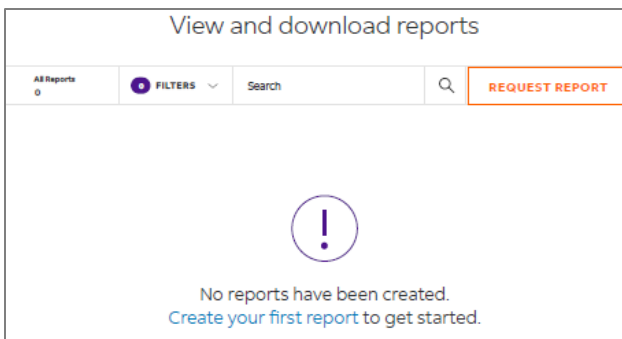 View and download reports
All Reports
0
0 FILTERS
Search
REQUEST REPORT
No reports have been created.
Create your first report to get started.